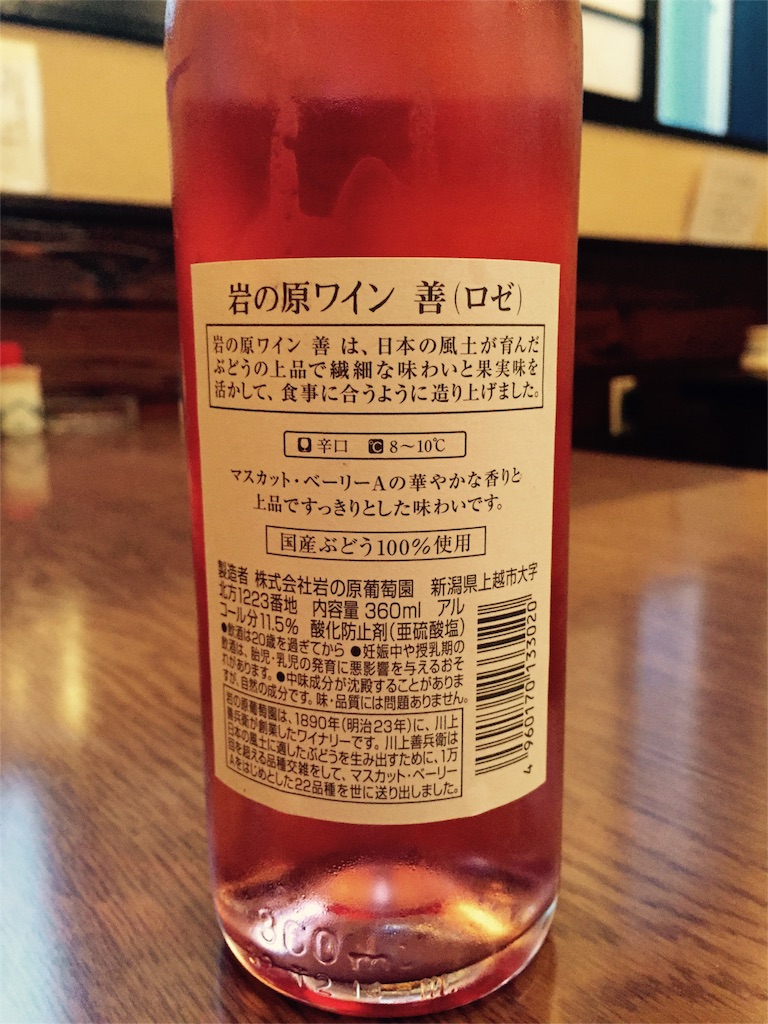 岩の原ワイン 善(ロゼ)
岩の原ワイン 善 は、日本の風土が育んだ
ぶどうの上品で繊細な味わいと果実味を
活かして、食事に合うように造り上げました。
辛口 ℃ 8〜10℃
マスカット・ベーリーAの華やかな香りと
上品ですっきりとした味わいです。
国産ぶどう100%使用
製造者 株式会社岩の原葡萄園 新潟県上越市大字
北方1223番地 内容量 360ml アル
コール分11.5% 酸化防止剤(亜硫酸塩)
●飲酒は20歳を過ぎてから ●妊娠中や授乳期の
飲酒は、胎児・乳児の発育に悪影響を与えるおそ
れがあります。●中味成分が沈殿することがありま
すが、自然の成分です。味・品質には問題ありません。
岩の原葡萄園は、1890年(明治23年)に、川上
善兵衛が創業したワイナリーです。川上善兵衛は
日本の風土に適したぶどうを生み出すために、1万
回を超える品種交雑をして、マスカット・ベーリー
Aをはじめとした22品種を世に送り出しました。
4 960170 133020
360ml